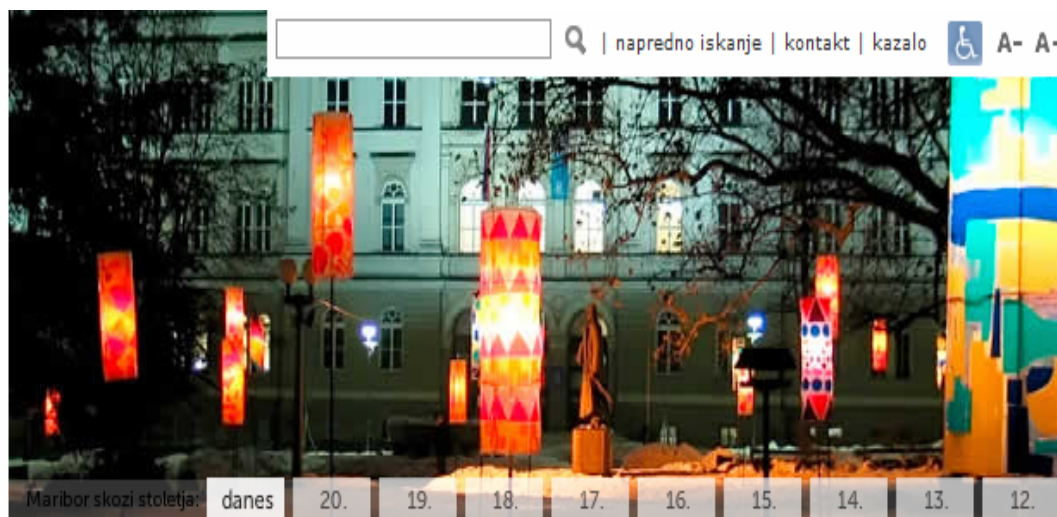 | napredno iskanje | kontakt | kazalo A- A-
Maribor skozi stoletja: danes 20. 19. 18. 17. 16. 15. 14. 13. 12.